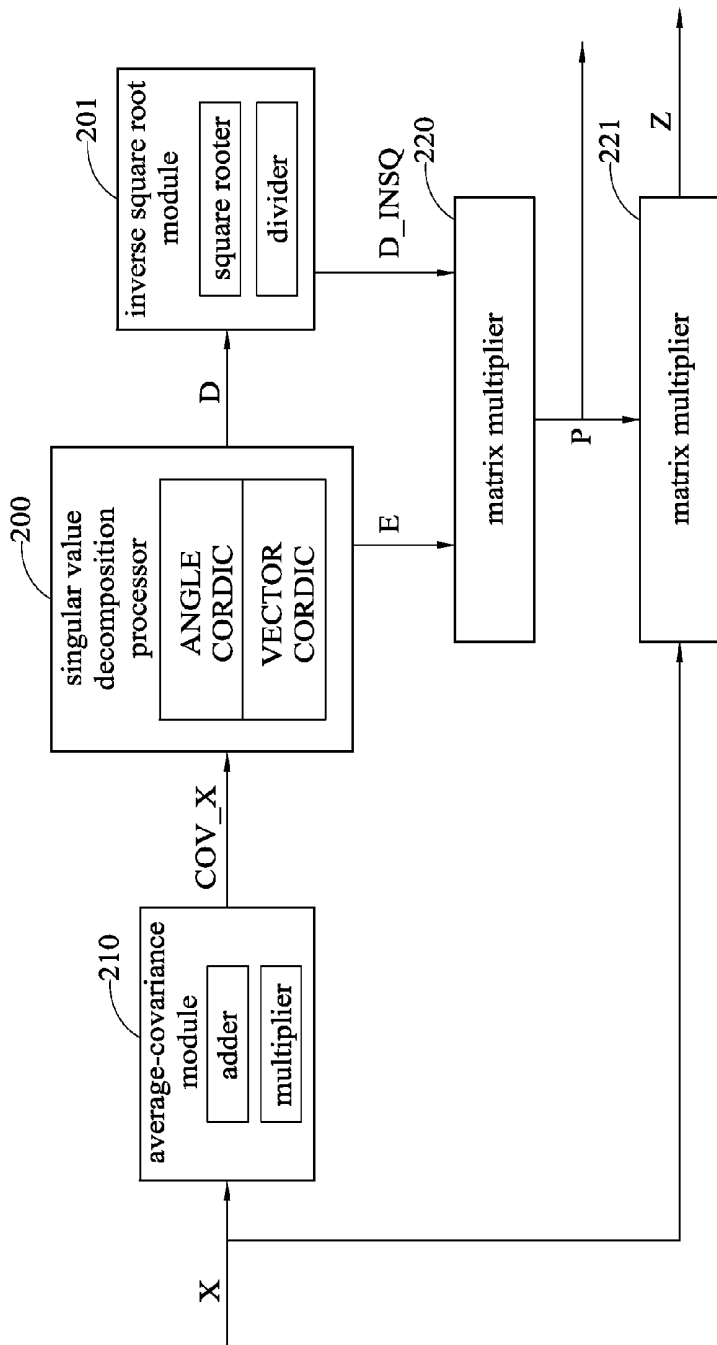 X
210
average-covariance
module
adder
multiplier
COV_X
200
singular value
decomposition
processor
ANGLE
CORDIC
VECTOR
CORDIC
D
201
inverse square root
module
square rooter
divider
E
D_INSQ
220
matrix multiplier
P
221
matrix multiplier
Z